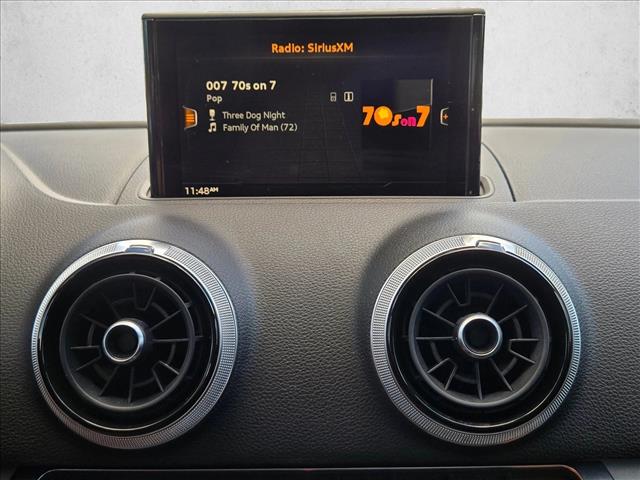 Radio: SiriusXM
007 70s on 7
Pop
Three Dog Night
Family Of Man (72)
70s on 7
11:48AM